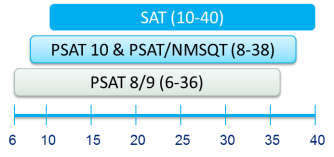 SAT (10-40)
PSAT 10 & PSAT/NMSQT (8-38)
PSAT 8/9 (6-36)
6 10 15 20 25 30 35 40